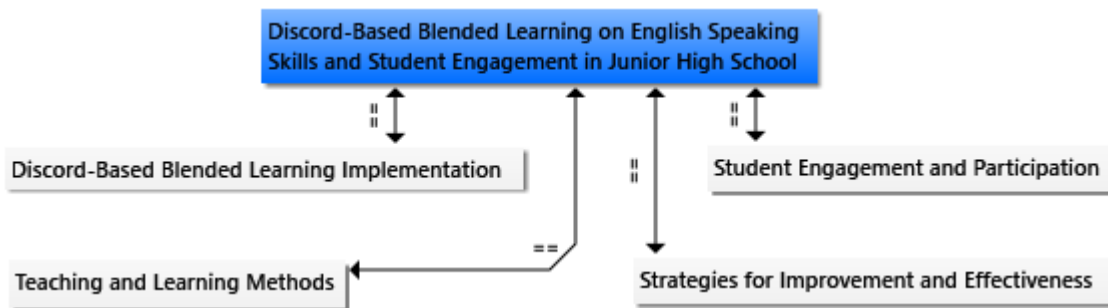 Discord-Based Blended Learning on English Speaking
Skills and Student Engagement in Junior High School
==
==
==
Discord-Based Blended Learning Implementation
Student Engagement and Participation
==
Teaching and Learning Methods
Strategies for Improvement and Effectiveness